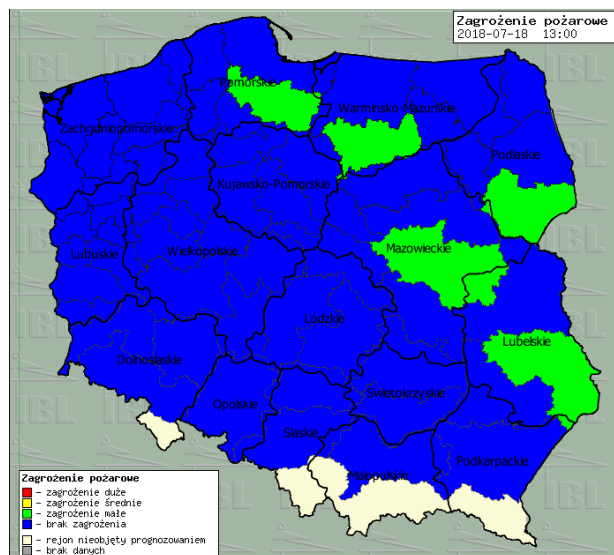 Zagrożenie pożarowe
2018-07-18 13:00
IBL
Pomorskie
Warmińsko-Mazurskie
Zachodniopomorskie
Podlaskie
Kujawsko-Pomorskie
Mazowieckie
Wielkopolskie
Lubuskie
Łódzkie
Lubelskie
Dolnośląskie
Świętokrzyskie
Opolskie
Śląskie
Małopolskie
Podkarpackie
IBL
Zagrożenie pożarowe
– zagrożenie duże
– zagrożenie średnie
– zagrożenie małe
– brak zagrożenia
– rejon nieobjęty prognozowaniem
– brak danych